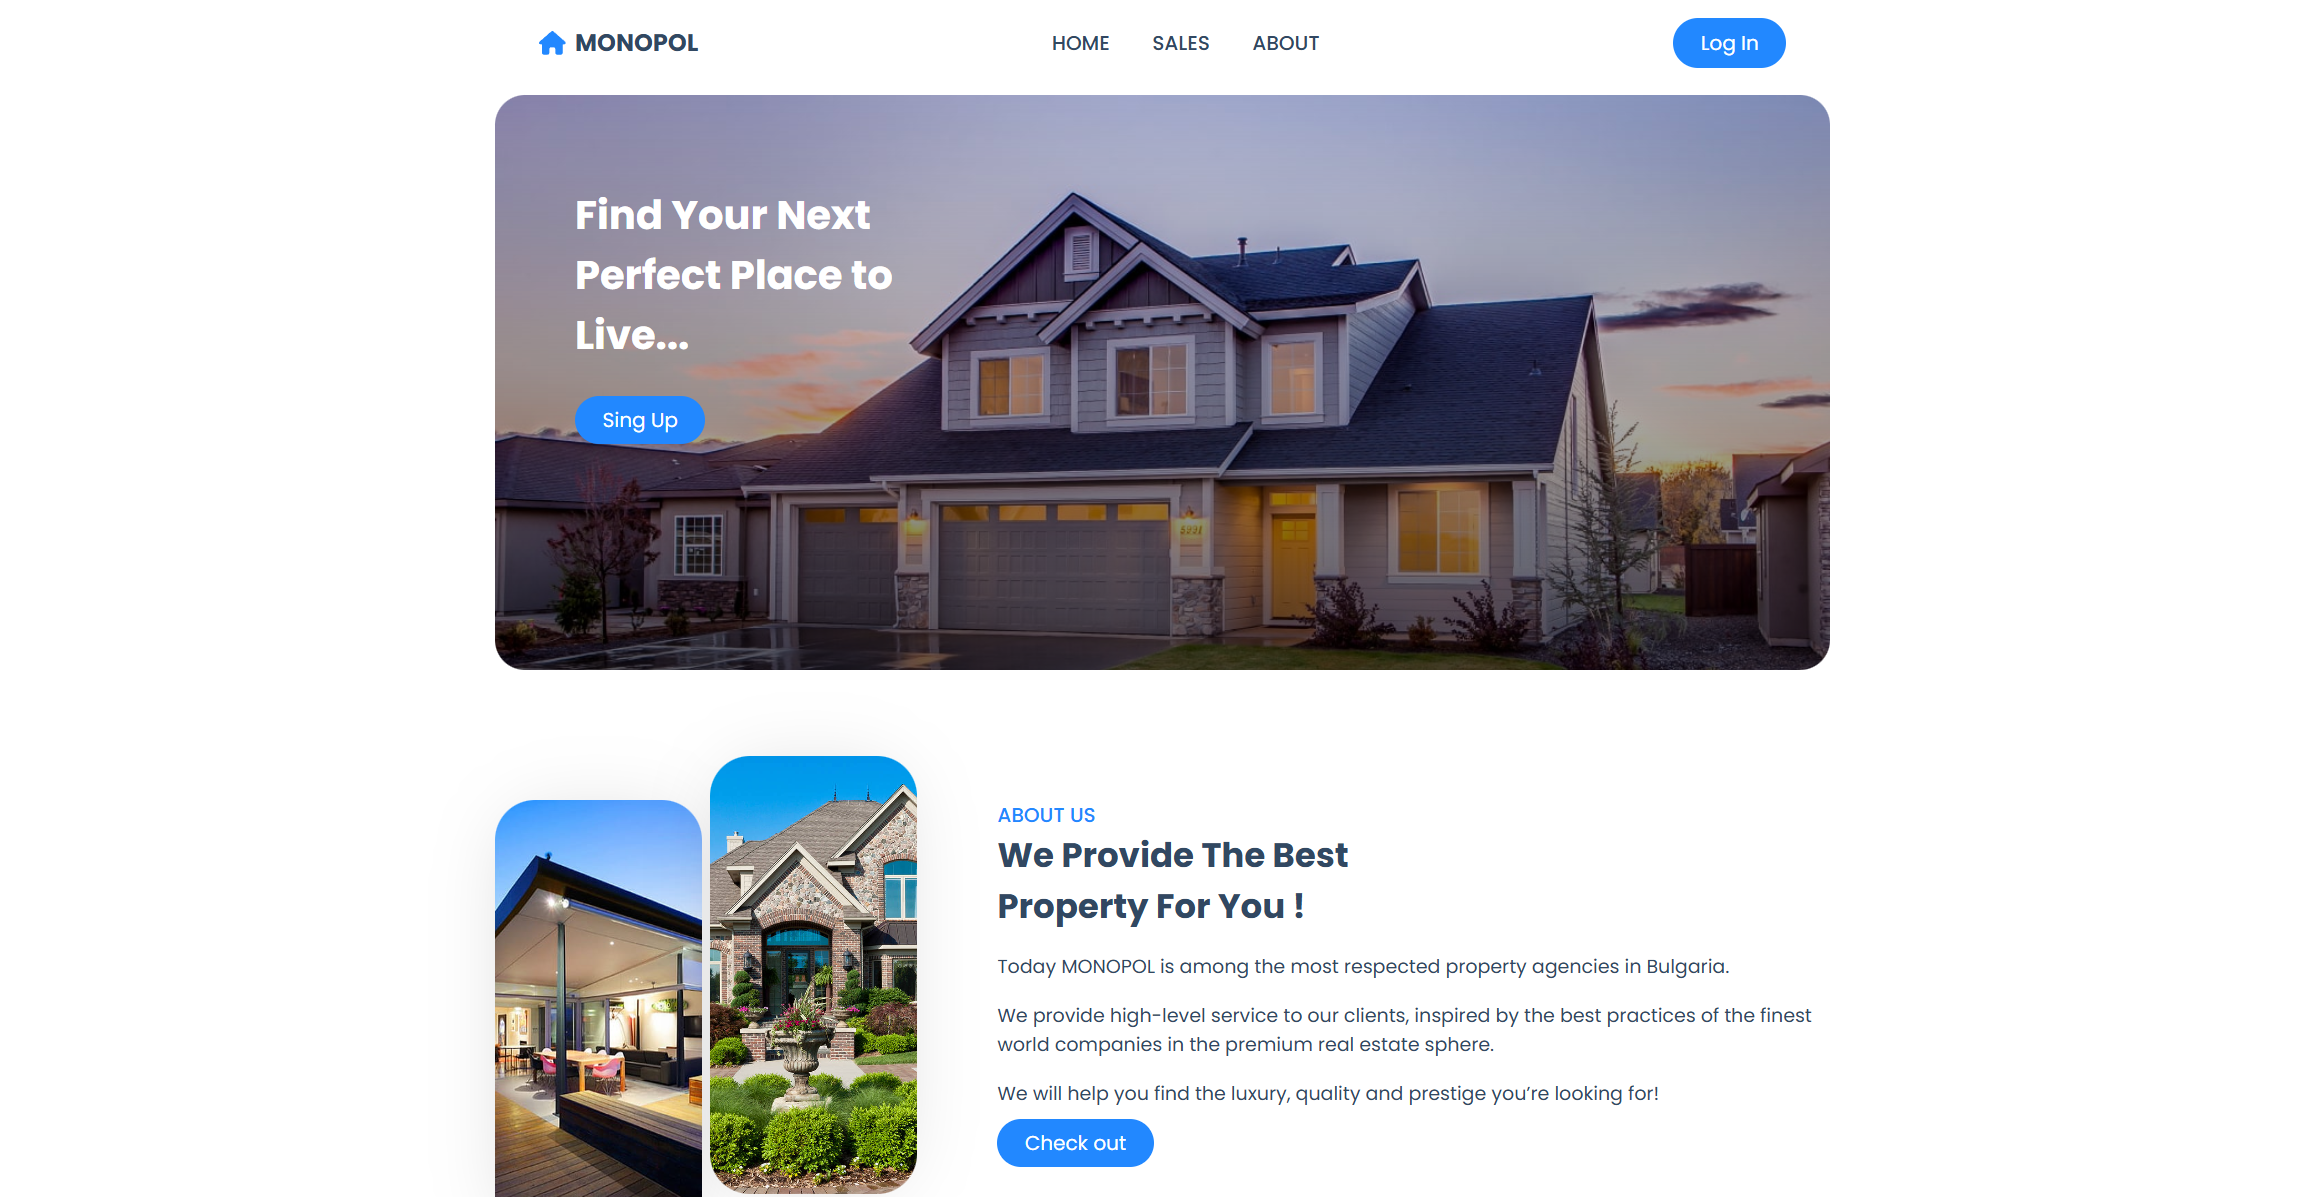 MONOPOL
HOME SALES ABOUT
Log In
Find Your Next
Perfect Place to
Live...
Sing Up
5221
ABOUT US
We Provide The Best
Property For You !
Today MONOPOL is among the most respected property agencies in Bulgaria.
We provide high-level service to our clients, inspired by the best practices of the finest
world companies in the premium real estate sphere.
We will help you find the luxury, quality and prestige you’re looking for!
Check out